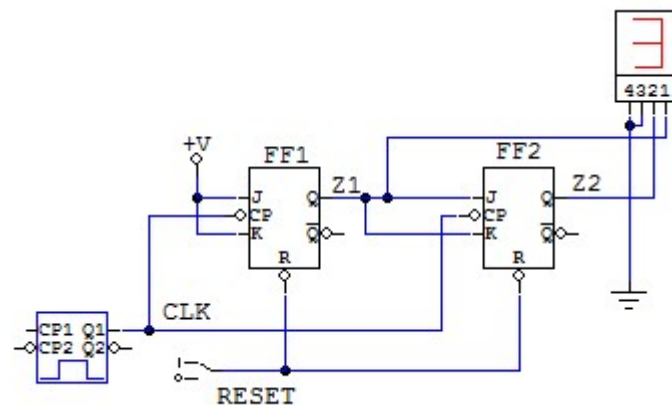 3
4321
+V
FF1
FF2
J Q
CP
K Q
R
Z1
J Q
CP
K Q
R
Z2
CLK
CP1 Q1
CP2 Q2
RESET